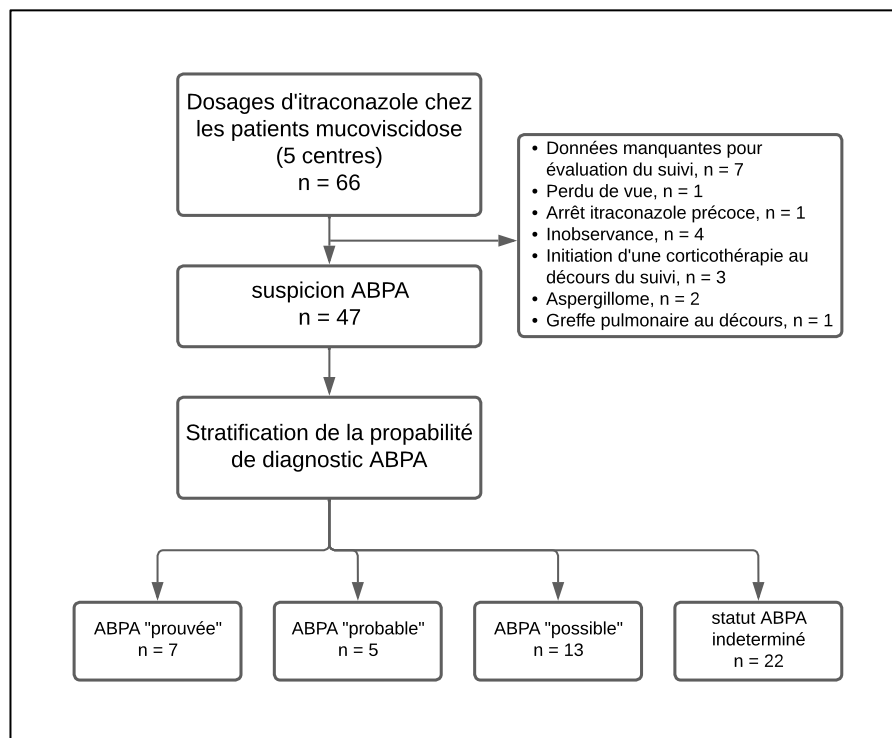 Dosages d'itraconazole chez
les patients mucoviscidose
(5 centres)
n = 66
• Données manquantes pour
évaluation du suivi, n = 7
• Perdu de vue, n = 1
• Arrêt itraconazole précoce, n = 1
• Inobservance, n = 4
• Initiation d'une corticothérapie au
décours du suivi, n = 3
• Aspergillome, n = 2
• Greffe pulmonaire au décours, n = 1
suspicion ABPA
n = 47
Stratification de la propabilité
de diagnostic ABPA
ABPA "prouvée"
n = 7
ABPA "probable"
n = 5
ABPA "possible"
n = 13
statut ABPA
indeterminé
n = 22